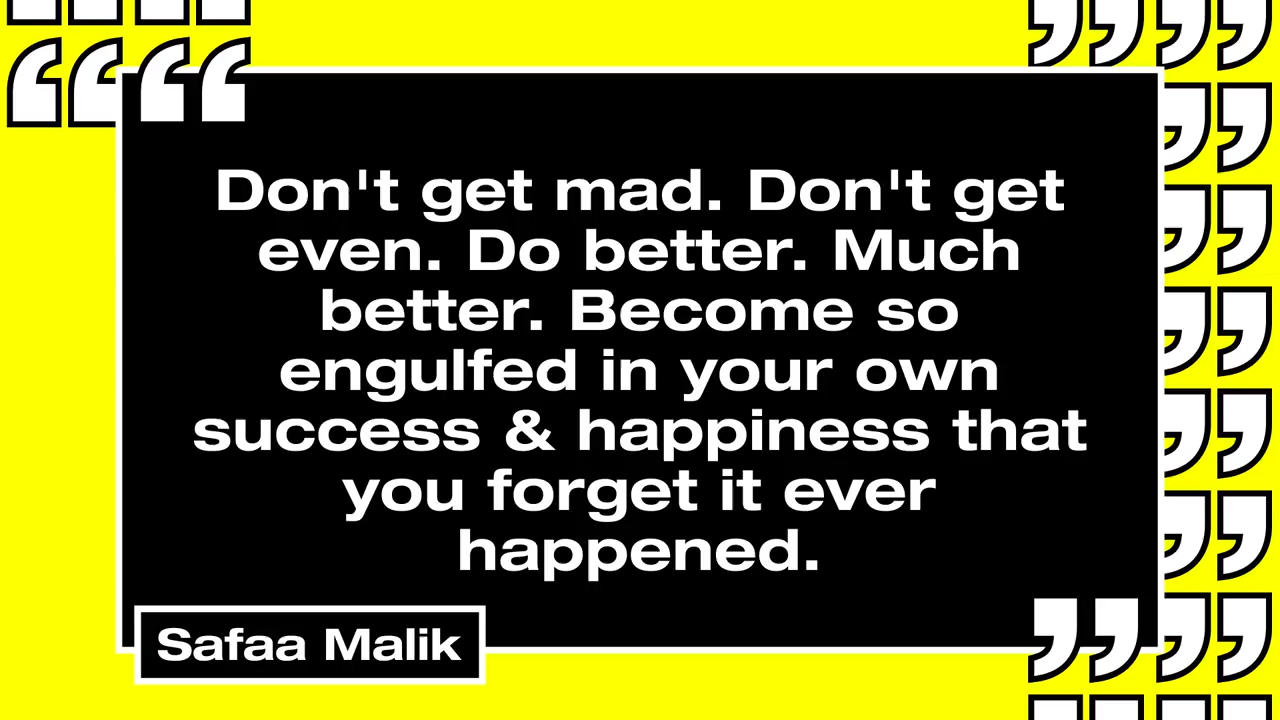 Don't get mad. Don't get
even. Do better. Much
better. Become so
engulfed in your own
success & happiness that
you forget it ever
happened.
Safaa Malik